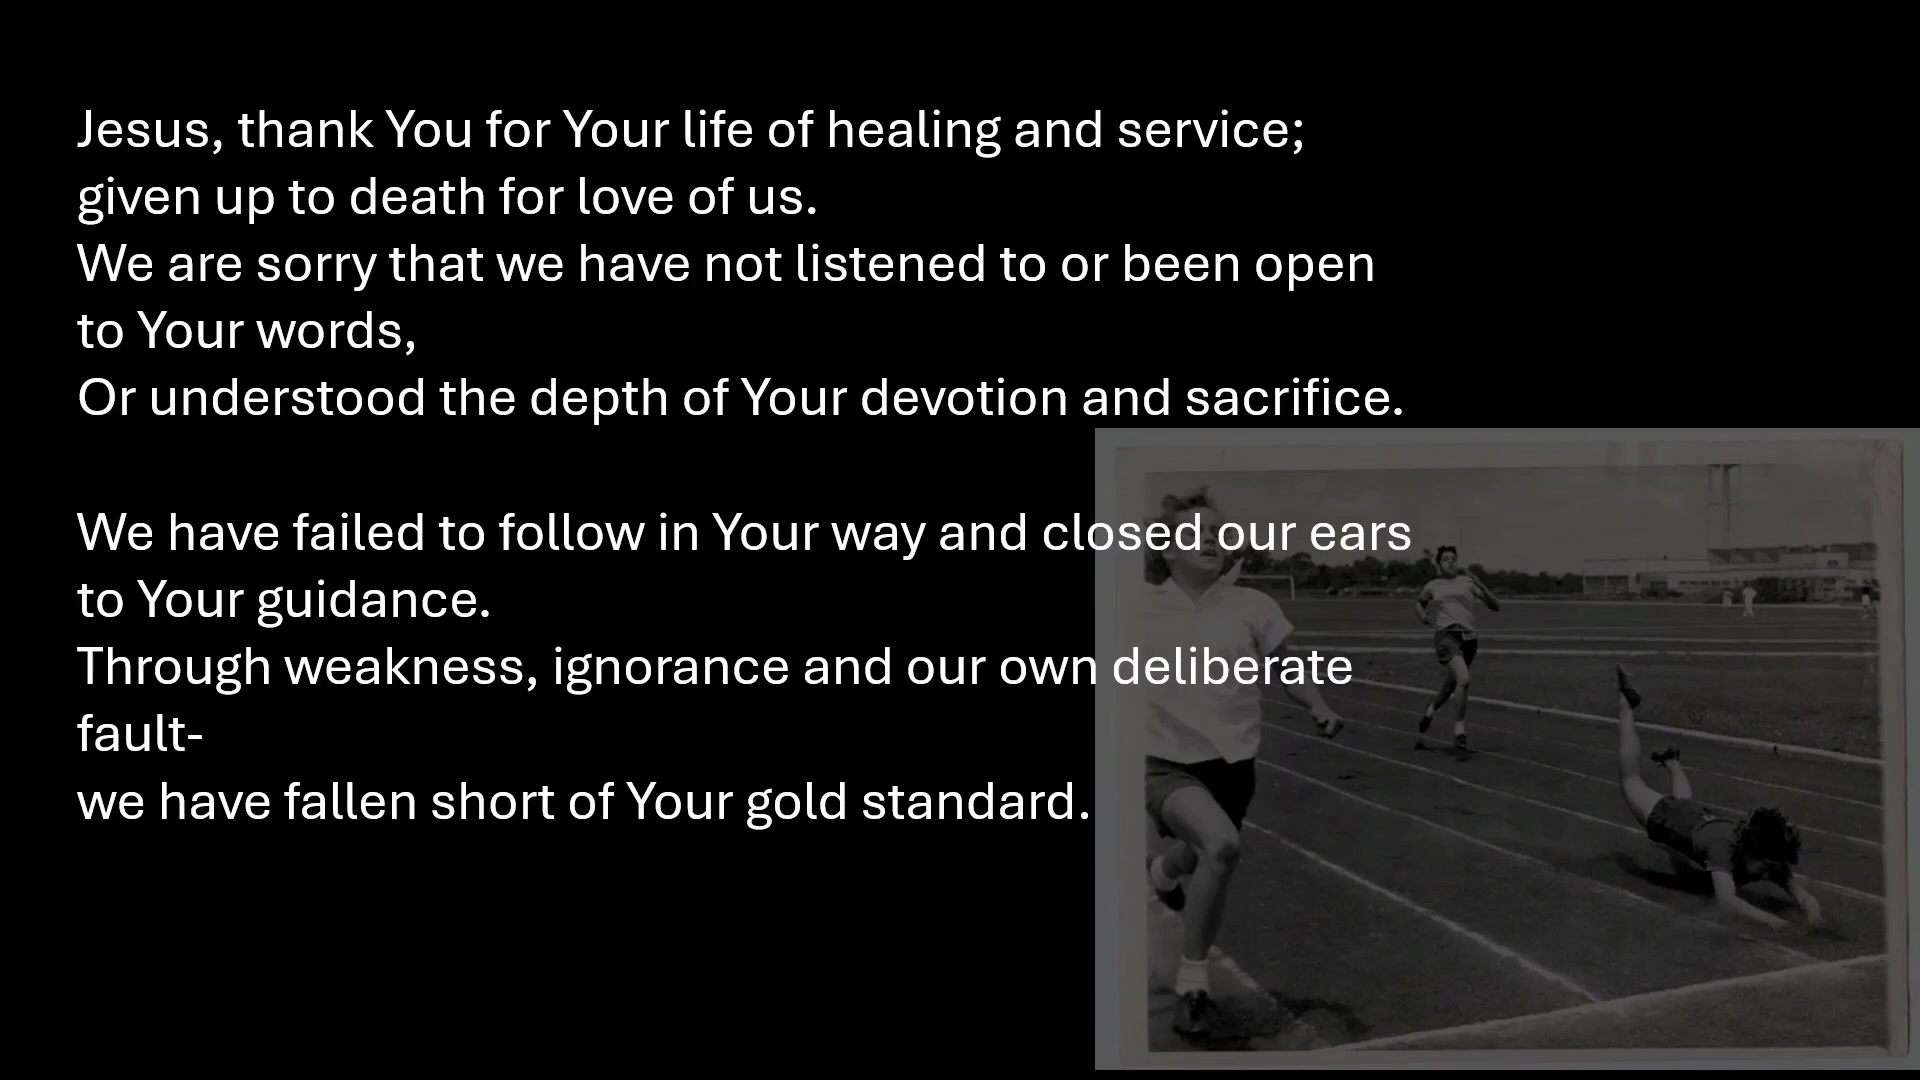 Jesus, thank You for Your life of healing and service;
given up to death for love of us.
We are sorry that we have not listened to or been open
to Your words,
Or understood the depth of Your devotion and sacrifice.
We have failed to follow in Your way and closed our ears
to Your guidance.
Through weakness, ignorance and our own deliberate
fault-
we have fallen short of Your gold standard.